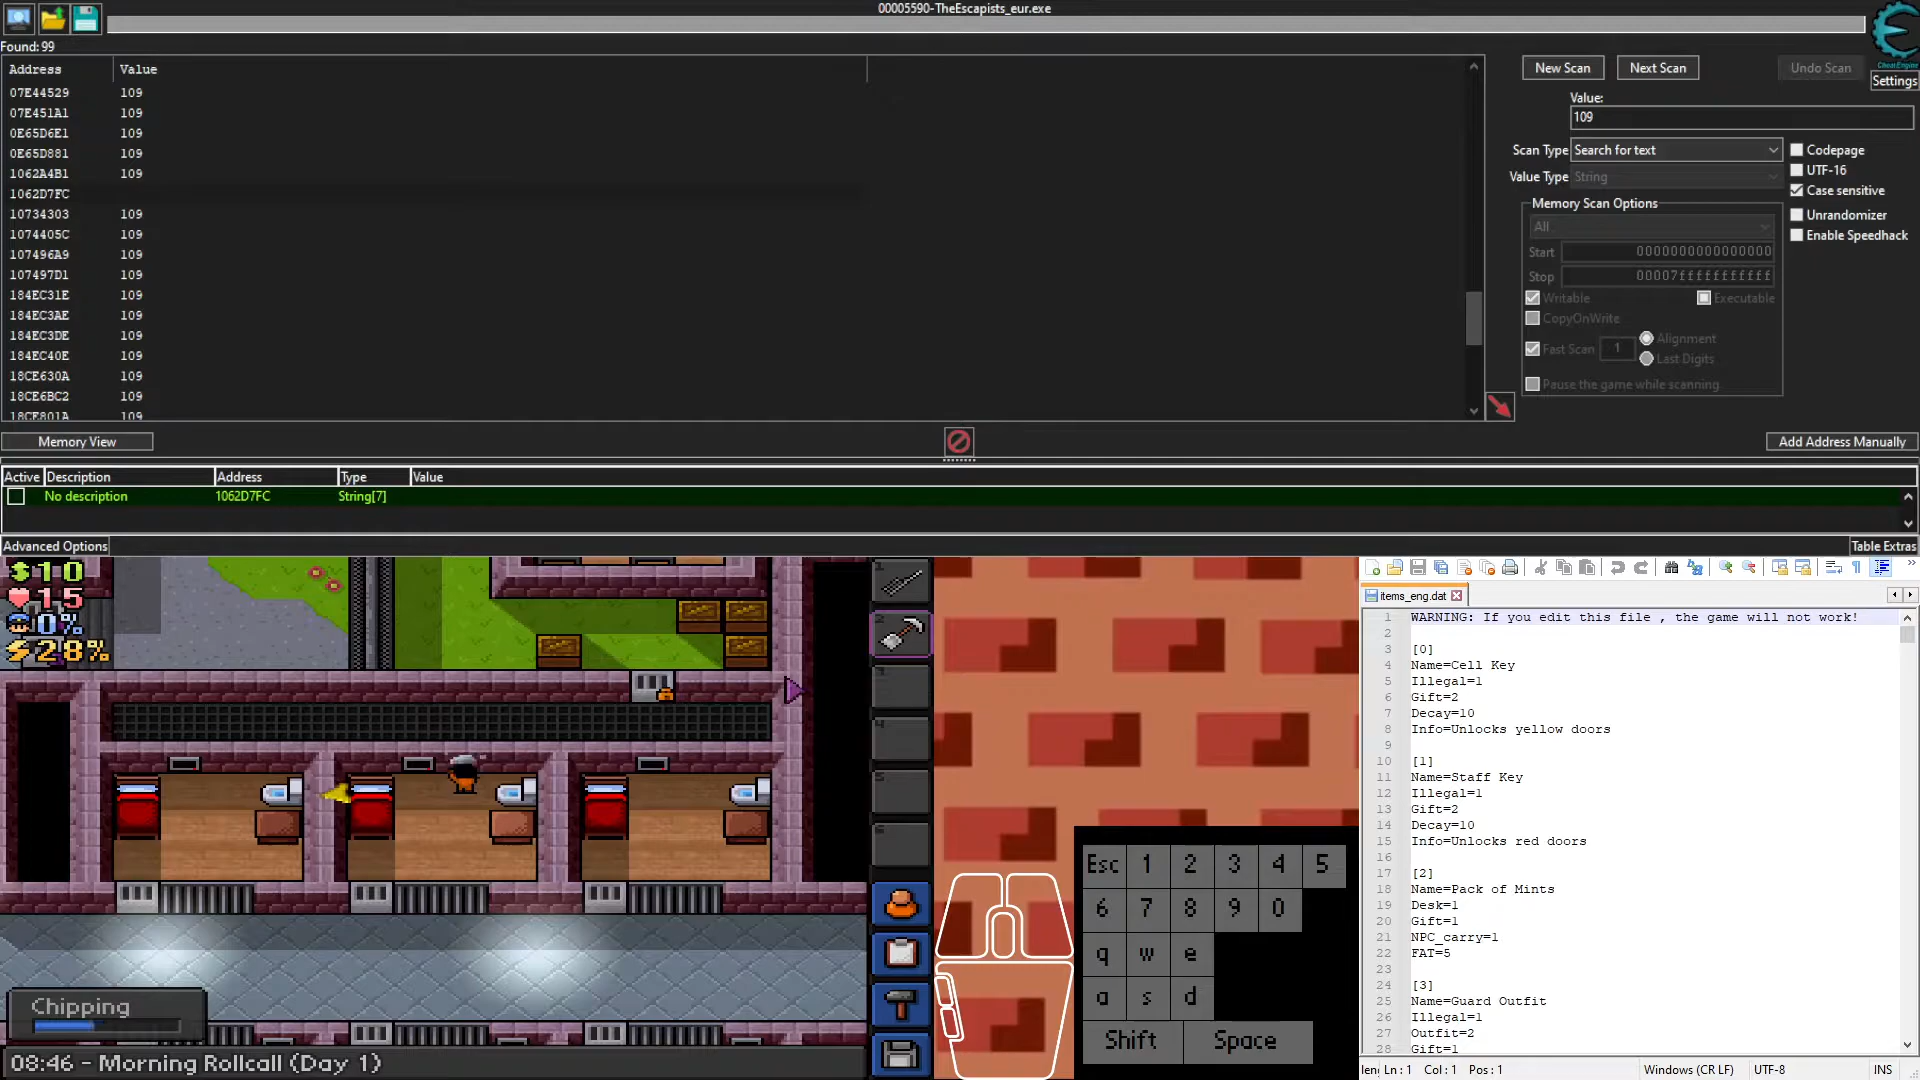 00005590-TheEscapists_eur.exe
Found: 99
Address Value
07E44529 109
07E451A1 109
0E65D6E1 109
0E65D881 109
1062A4B1 109
1062D7FC
10734303 109
1074405C 109
107496A9 109
107497D1 109
184EC31E 109
184EC3AE 109
184EC3DE 109
184EC40E 109
18CE630A 109
18CE6BC2 109
18CE801A 109
New Scan Next Scan Undo Scan
Cheat Engine
Settings
Value:
109
Scan Type Search for text
Value Type String
Codepage
UTF-16
Case sensitive
Unrandomizer
Enable Speedhack
Memory Scan Options
All
Start 0000000000000000
Stop 00007fffffffffff
Writable Executable
CopyOnWrite
Fast Scan 1 Alignment
Last Digits
Pause the game while scanning
Memory View
Add Address Manually
Active Description Address Type Value
No description 1062D7FC String[7]
Advanced Options
Table Extras
$10
15
0%
28%
1
2
3
4
5
6
Chipping
08:46 - Morning Rollcall (Day 1)
Esc 1 2 3 4 5
6 7 8 9 0
q w e
a s d
Shift Space
items_eng.dat
1 WARNING: If you edit this file , the game will not work!
2
3 [0]
4 Name=Cell Key
5 Illegal=1
6 Gift=2
7 Decay=10
8 Info=Unlocks yellow doors
9
10 [1]
11 Name=Staff Key
12 Illegal=1
13 Gift=2
14 Decay=10
15 Info=Unlocks red doors
16
17 [2]
18 Name=Pack of Mints
19 Desk=1
20 Gift=1
21 NPC_carry=1
22 FAT=5
23
24 [3]
25 Name=Guard Outfit
26 Illegal=1
27 Outfit=2
28 Gift=1
Ln : 1 Col : 1 Pos : 1 Windows (CR LF) UTF-8 INS